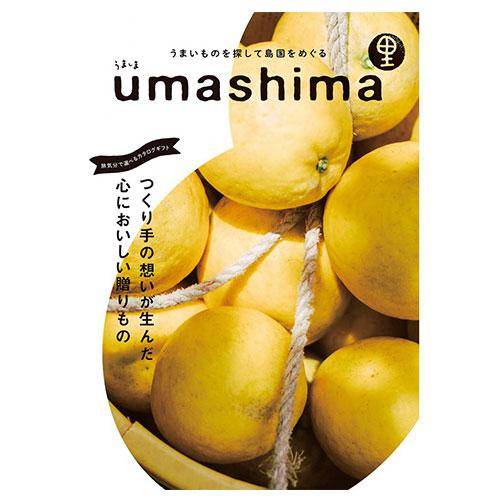 うまいものを探して島国をめぐる
うましま
umashima
里
旅気分で選べるカタログギフト
つくり手の想いが生んだ
心においしい贈りもの